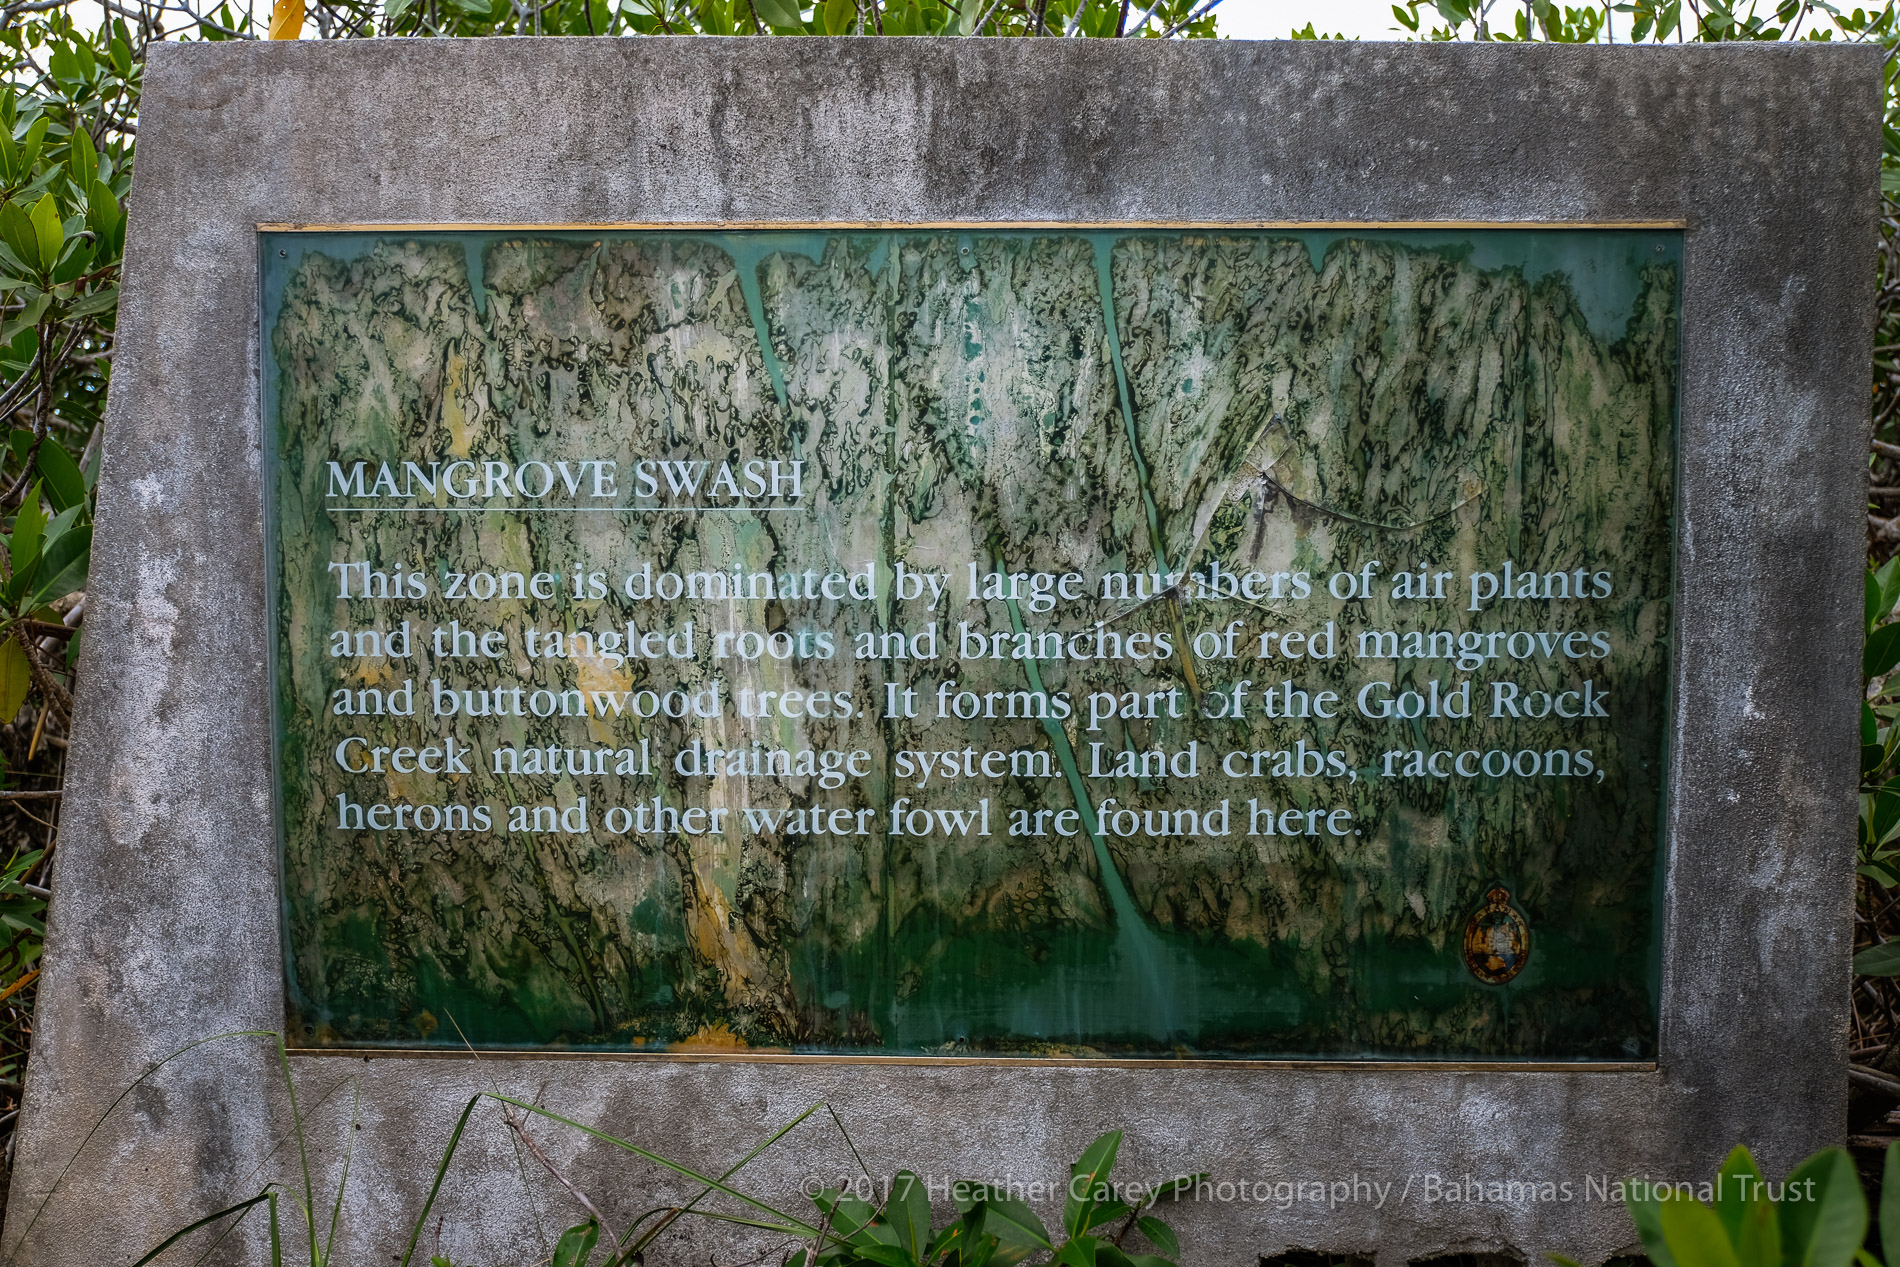 MANGROVE SWASH
This zone is dominated by large numbers of air plants
and the tangled roots and branches of red mangroves
and buttonwood trees. It forms part of the Gold Rock
Creek natural drainage system. Land crabs, raccoons,
herons and other water fowl are found here.
© 2017 Heather Carey Photography / Bahamas National Trust